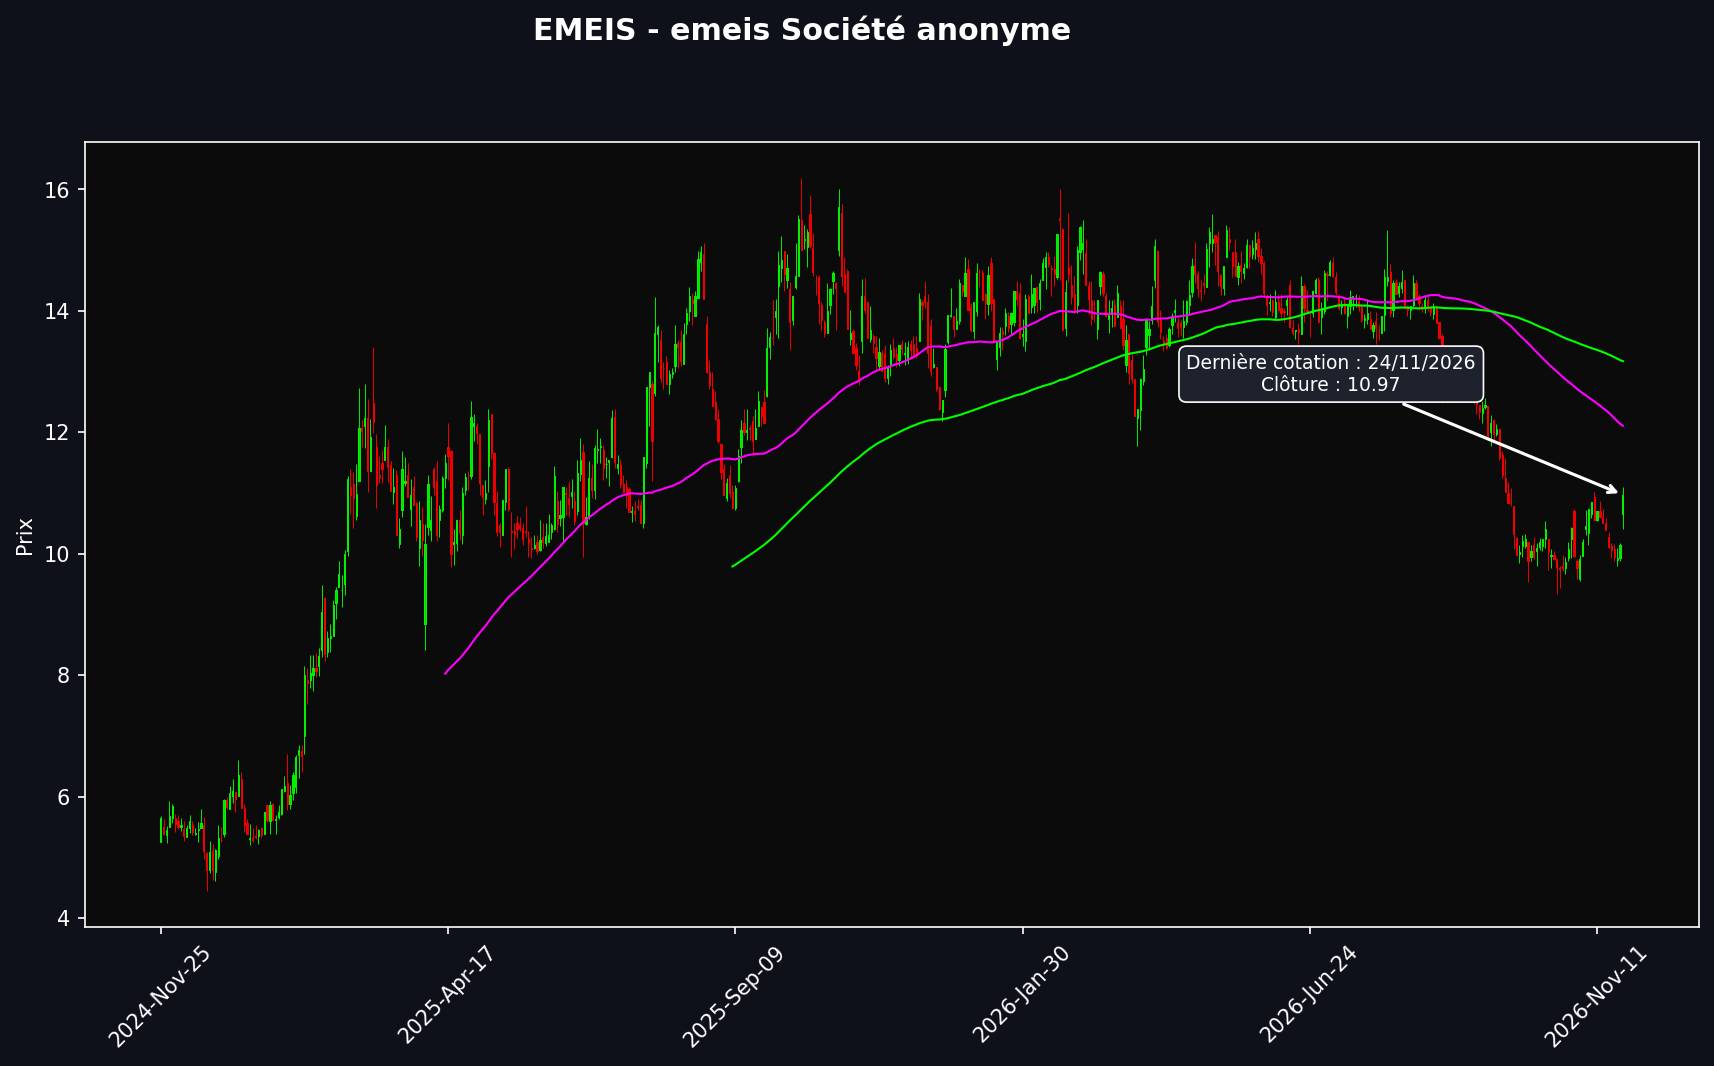 EMEIS - emeis Société anonyme
Prix
16
14
12
10
8
6
4
Dernière cotation : 24/11/2026
Clôture : 10.97
2024-Nov-25
2025-Apr-17
2025-Sep-09
2026-Jan-30
2026-Jun-24
2026-Nov-11